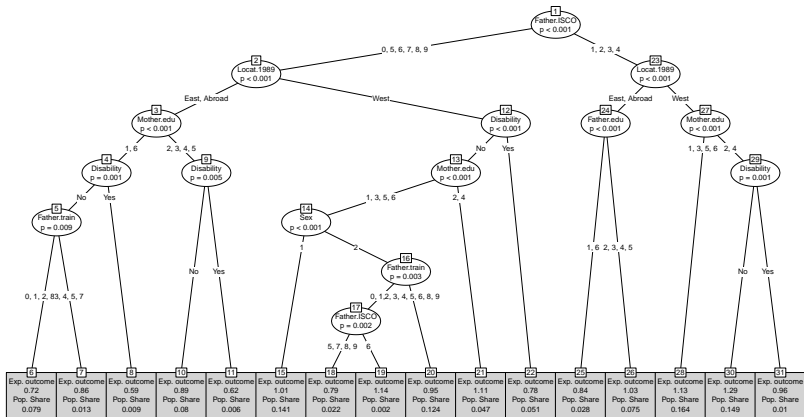 1
Father.ISCO
p < 0.001
0, 5, 6, 7, 8, 9
1, 2, 3, 4
2
Locat.1989
p < 0.001
23
Locat.1989
p < 0.001
East, Abroad
West
East, Abroad
West
3
Mother.edu
p < 0.001
12
Disability
p < 0.001
24
Father.edu
p < 0.001
27
Mother.edu
p < 0.001
1, 6
2, 3, 4, 5
No
Yes
1, 3, 5, 6
2, 4
4
Disability
p = 0.001
9
Disability
p = 0.005
13
Mother.edu
p < 0.001
29
Disability
p = 0.001
No
Yes
1, 3, 5, 6
2, 4
5
Father.train
p = 0.009
14
Sex
p < 0.001
1
2
1, 6
2, 3, 4, 5
16
Father.train
p = 0.003
No
Yes
No
Yes
0, 1, 2, 8
3, 4, 5, 7
0, 1
2, 3, 4, 5, 6, 8, 9
17
Father.ISCO
p = 0.002
5, 7, 8, 9
6
6
Exp. outcome
0.72
Pop. Share
0.079
7
Exp. outcome
0.86
Pop. Share
0.013
8
Exp. outcome
0.59
Pop. Share
0.009
10
Exp. outcome
0.89
Pop. Share
0.08
11
Exp. outcome
0.62
Pop. Share
0.006
15
Exp. outcome
1.01
Pop. Share
0.141
18
Exp. outcome
0.79
Pop. Share
0.022
19
Exp. outcome
1.14
Pop. Share
0.002
20
Exp. outcome
0.95
Pop. Share
0.124
21
Exp. outcome
1.11
Pop. Share
0.047
22
Exp. outcome
0.78
Pop. Share
0.051
25
Exp. outcome
0.84
Pop. Share
0.028
26
Exp. outcome
1.03
Pop. Share
0.075
28
Exp. outcome
1.13
Pop. Share
0.164
30
Exp. outcome
1.29
Pop. Share
0.149
31
Exp. outcome
0.96
Pop. Share
0.01